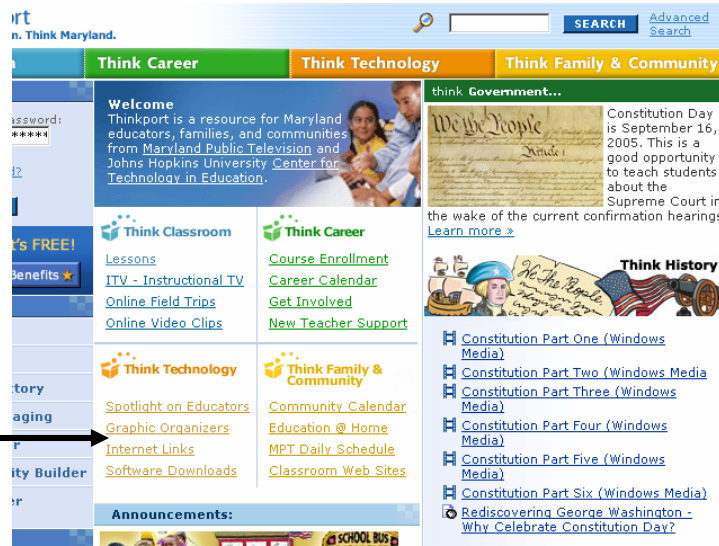 n. Think Maryland.
SEARCH
Advanced
Search
Think Career
Think Technology
Think Family & Community
assword:
*****
't's FREE!
Benefits
ctory
aging
r
ity Builder
er
Welcome
Thinkport is a resource for Maryland
educators, families, and communities
from Maryland Public Television and
Johns Hopkins University Center for
Technology in Education.
Think Classroom
Lessons
ITV - Instructional TV
Online Field Trips
Online Video Clips
Think Career
Course Enrollment
Career Calendar
Get Involved
New Teacher Support
Think Technology
Spotlight on Educators
Graphic Organizers
Internet Links
Software Downloads
Think Family &
Community
Community Calendar
Education @ Home
MPT Daily Schedule
Classroom Web Sites
Announcements:
SCHOOL BUS
think Government...
We the People
Article I
Constitution Day
is September 16,
2005. This is a
good opportunity
to teach students
about the
Supreme Court in
the wake of the current confirmation hearings
Learn more »
We the People
Think History
Constitution Part One (Windows
Media)
Constitution Part Two (Windows Media
Constitution Part Three (Windows
Media)
Constitution Part Four (Windows
Media)
Constitution Part Five (Windows
Media)
Constitution Part Six (Windows Media)
Rediscovering George Washington -
Why Celebrate Constitution Day?